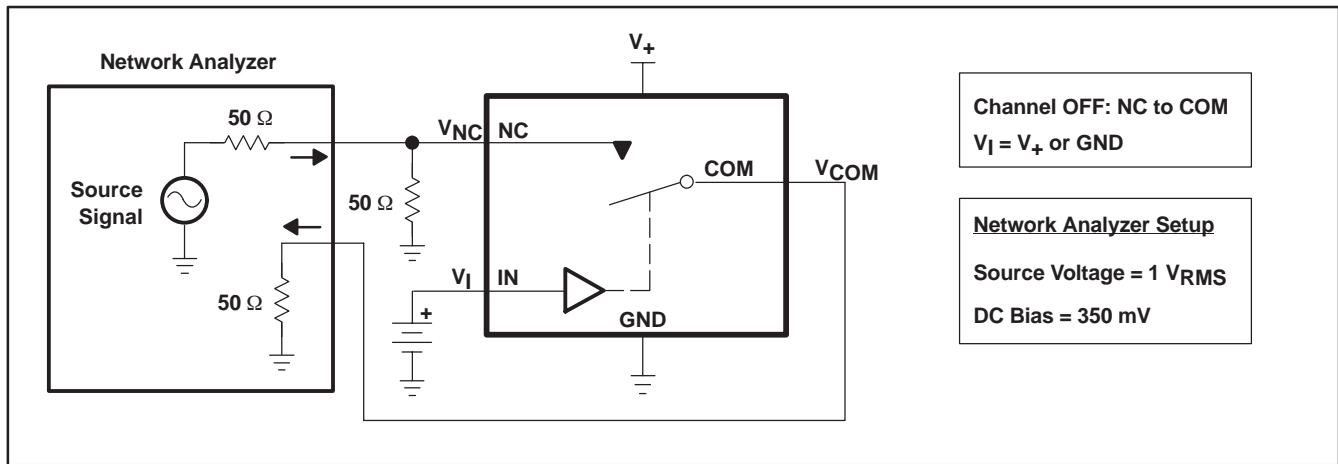 Network Analyzer
50 Ω
Source
Signal
50 Ω
50 Ω
V+
VNC NC
COM
VCOM
VI IN
+
GND
Channel OFF: NC to COM
VI = V+ or GND
Network Analyzer Setup
Source Voltage = 1 VRMS
DC Bias = 350 mV